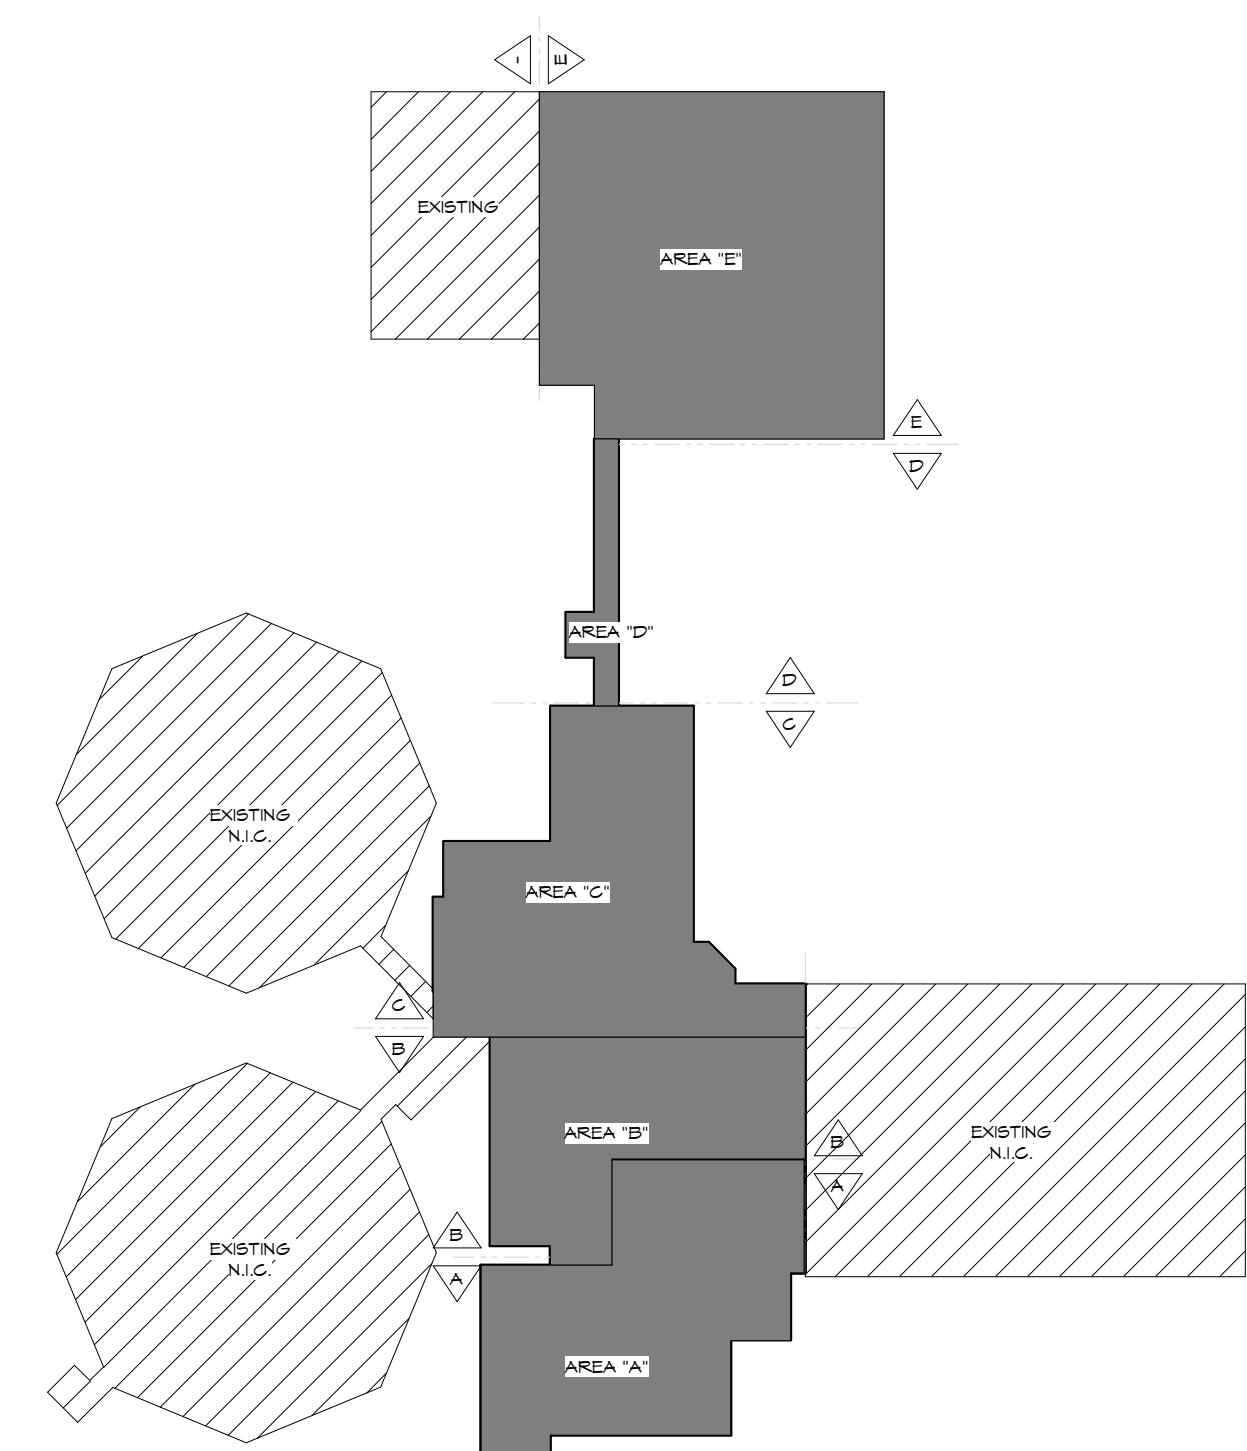 E
EXISTING
AREA "E"
E
D
AREA "D"
D
C
EXISTING
N.I.C.
AREA "C"
C
B
B
A
AREA "B"
EXISTING
N.I.C.
B
A
EXISTING
N.I.C.
AREA "A"